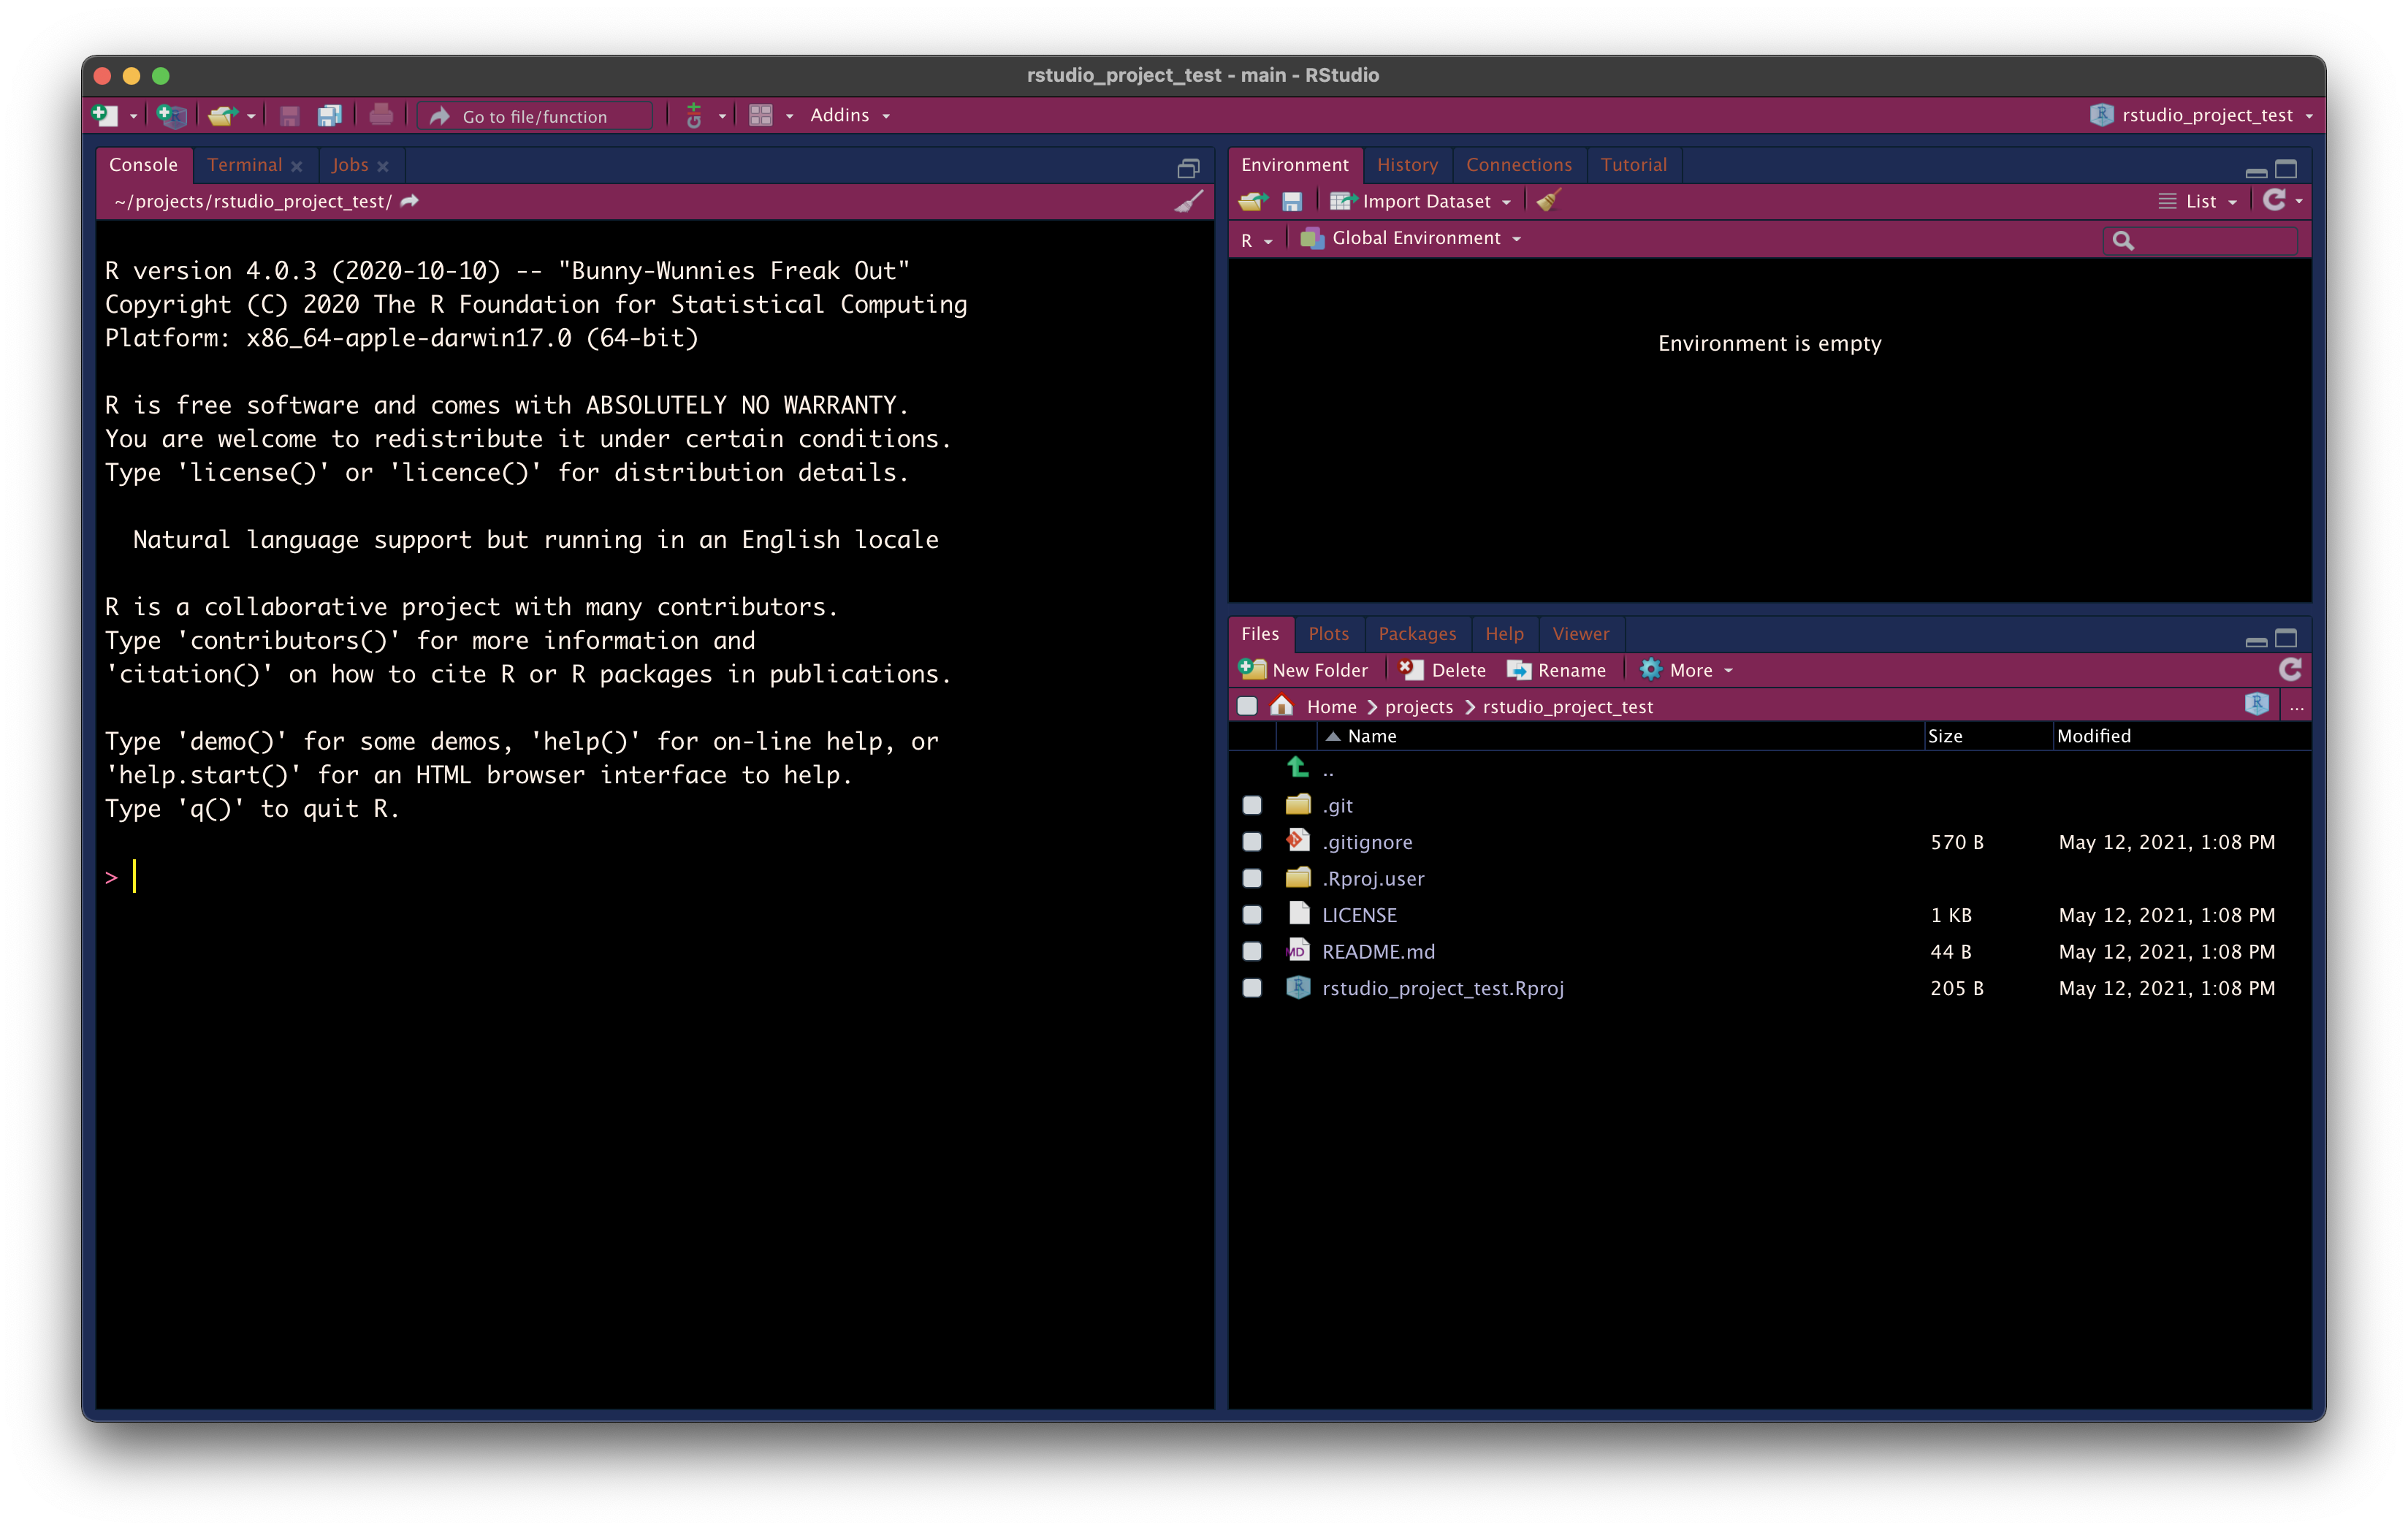 rstudio_project_test - main - RStudio
Go to file/function
Git
Addins
rstudio_project_test
Console Terminal Jobs
~/projects/rstudio_project_test/
R version 4.0.3 (2020-10-10) -- "Bunny-Wunnies Freak Out"
Copyright (C) 2020 The R Foundation for Statistical Computing
Platform: x86_64-apple-darwin17.0 (64-bit)
R is free software and comes with ABSOLUTELY NO WARRANTY.
You are welcome to redistribute it under certain conditions.
Type 'license()' or 'licence()' for distribution details.
Natural language support but running in an English locale
R is a collaborative project with many contributors.
Type 'contributors()' for more information and
'citation()' on how to cite R or R packages in publications.
Type 'demo()' for some demos, 'help()' for on-line help, or
'help.start()' for an HTML browser interface to help.
Type 'q()' to quit R.
>
Environment History Connections Tutorial
Import Dataset List
R Global Environment
Environment is empty
Files Plots Packages Help Viewer
New Folder Delete Rename More
Home projects rstudio_project_test R ...
Name Size Modified
..
.git
.gitignore 570 B May 12, 2021, 1:08 PM
.Rproj.user
LICENSE 1 KB May 12, 2021, 1:08 PM
MD README.md 44 B May 12, 2021, 1:08 PM
R rstudio_project_test.Rproj 205 B May 12, 2021, 1:08 PM